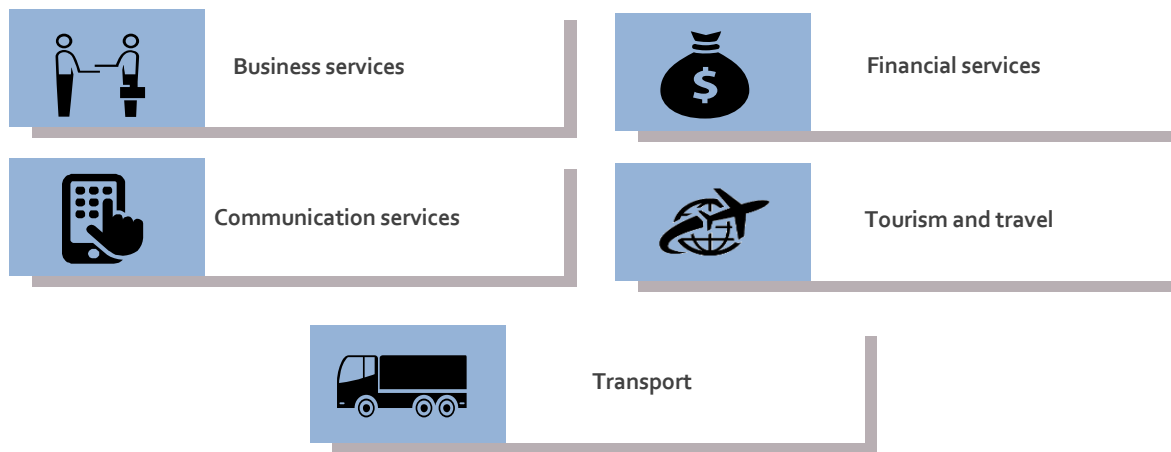 Business services
Financial services
$
Communication services
Tourism and travel
Transport